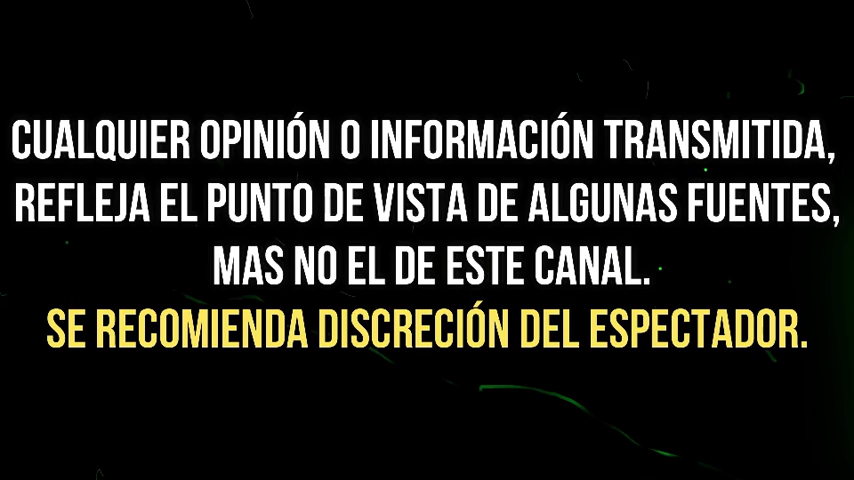 CUALQUIER OPINIÓN O INFORMACIÓN TRANSMITIDA,
REFLEJA EL PUNTO DE VISTA DE ALGUNAS FUENTES,
MAS NO EL DE ESTE CANAL.
SE RECOMIENDA DISCRECIÓN DEL ESPECTADOR.